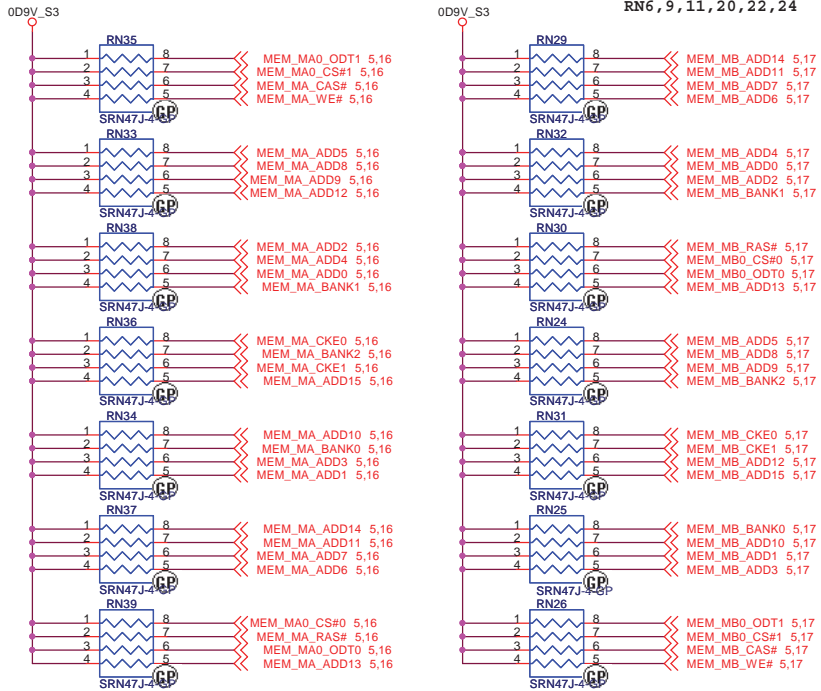 RN6,9,11,20,22,24
0D9V_S3
RN35
1 8 MEM_MA0_ODT1 5,16
2 7 MEM_MA0_CS#1 5,16
3 6 MEM_MA_CAS# 5,16
4 5 MEM_MA_WE# 5,16
GP
SRN47J-4-GP
RN33
1 8 MEM_MA_ADD5 5,16
2 7 MEM_MA_ADD8 5,16
3 6 MEM_MA_ADD9 5,16
4 5 MEM_MA_ADD12 5,16
GP
SRN47J-4-GP
RN38
1 8 MEM_MA_ADD2 5,16
2 7 MEM_MA_ADD4 5,16
3 6 MEM_MA_ADD0 5,16
4 5 MEM_MA_BANK1 5,16
GP
SRN47J-4-GP
RN36
1 8 MEM_MA_CKE0 5,16
2 7 MEM_MA_BANK2 5,16
3 6 MEM_MA_CKE1 5,16
4 5 MEM_MA_ADD15 5,16
GP
SRN47J-4-GP
RN34
1 8 MEM_MA_ADD10 5,16
2 7 MEM_MA_BANK0 5,16
3 6 MEM_MA_ADD3 5,16
4 5 MEM_MA_ADD1 5,16
GP
SRN47J-4-GP
RN37
1 8 MEM_MA_ADD14 5,16
2 7 MEM_MA_ADD11 5,16
3 6 MEM_MA_ADD7 5,16
4 5 MEM_MA_ADD6 5,16
GP
SRN47J-4-GP
RN39
1 8 MEM_MA0_CS#0 5,16
2 7 MEM_MA_RAS# 5,16
3 6 MEM_MA0_ODT0 5,16
4 5 MEM_MA_ADD13 5,16
GP
SRN47J-4-GP
0D9V_S3
RN29
1 8 MEM_MB_ADD14 5,17
2 7 MEM_MB_ADD11 5,17
3 6 MEM_MB_ADD7 5,17
4 5 MEM_MB_ADD6 5,17
GP
SRN47J-4-GP
RN32
1 8 MEM_MB_ADD4 5,17
2 7 MEM_MB_ADD0 5,17
3 6 MEM_MB_ADD2 5,17
4 5 MEM_MB_BANK1 5,17
GP
SRN47J-4-GP
RN30
1 8 MEM_MB_RAS# 5,17
2 7 MEM_MB0_CS#0 5,17
3 6 MEM_MB0_ODT0 5,17
4 5 MEM_MB_ADD13 5,17
GP
SRN47J-4-GP
RN24
1 8 MEM_MB_ADD5 5,17
2 7 MEM_MB_ADD8 5,17
3 6 MEM_MB_ADD9 5,17
4 5 MEM_MB_BANK2 5,17
GP
SRN47J-4-GP
RN31
1 8 MEM_MB_CKE0 5,17
2 7 MEM_MB_CKE1 5,17
3 6 MEM_MB_ADD12 5,17
4 5 MEM_MB_ADD15 5,17
GP
SRN47J-4-GP
RN25
1 8 MEM_MB_BANK0 5,17
2 7 MEM_MB_ADD10 5,17
3 6 MEM_MB_ADD1 5,17
4 5 MEM_MB_ADD3 5,17
GP
SRN47J-4-GP
RN26
1 8 MEM_MB0_ODT1 5,17
2 7 MEM_MB0_CS#1 5,17
3 6 MEM_MB_CAS# 5,17
4 5 MEM_MB_WE# 5,17
GP
SRN47J-4-GP